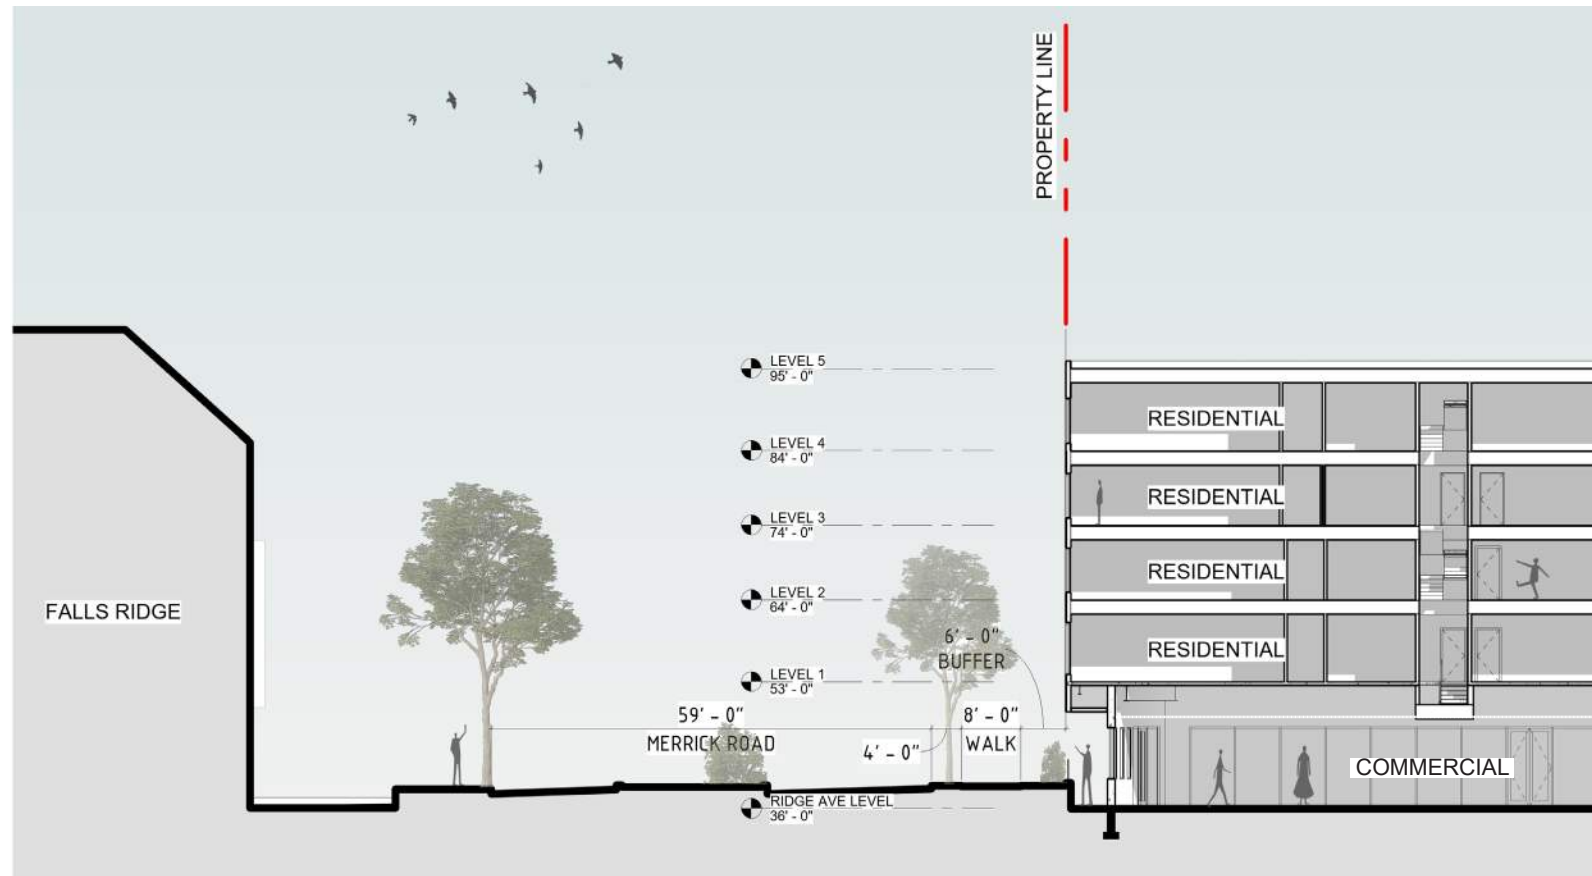 PROPERTY LINE
LEVEL 5
95' - 0"
LEVEL 4
84' - 0"
LEVEL 3
74' - 0"
LEVEL 2
64' - 0"
LEVEL 1
53' - 0"
RIDGE AVE LEVEL
36' - 0"
FALLS RIDGE
59' - 0"
MERRICK ROAD
4' - 0"
6' - 0"
BUFFER
8' - 0"
WALK
RESIDENTIAL
RESIDENTIAL
RESIDENTIAL
RESIDENTIAL
COMMERCIAL